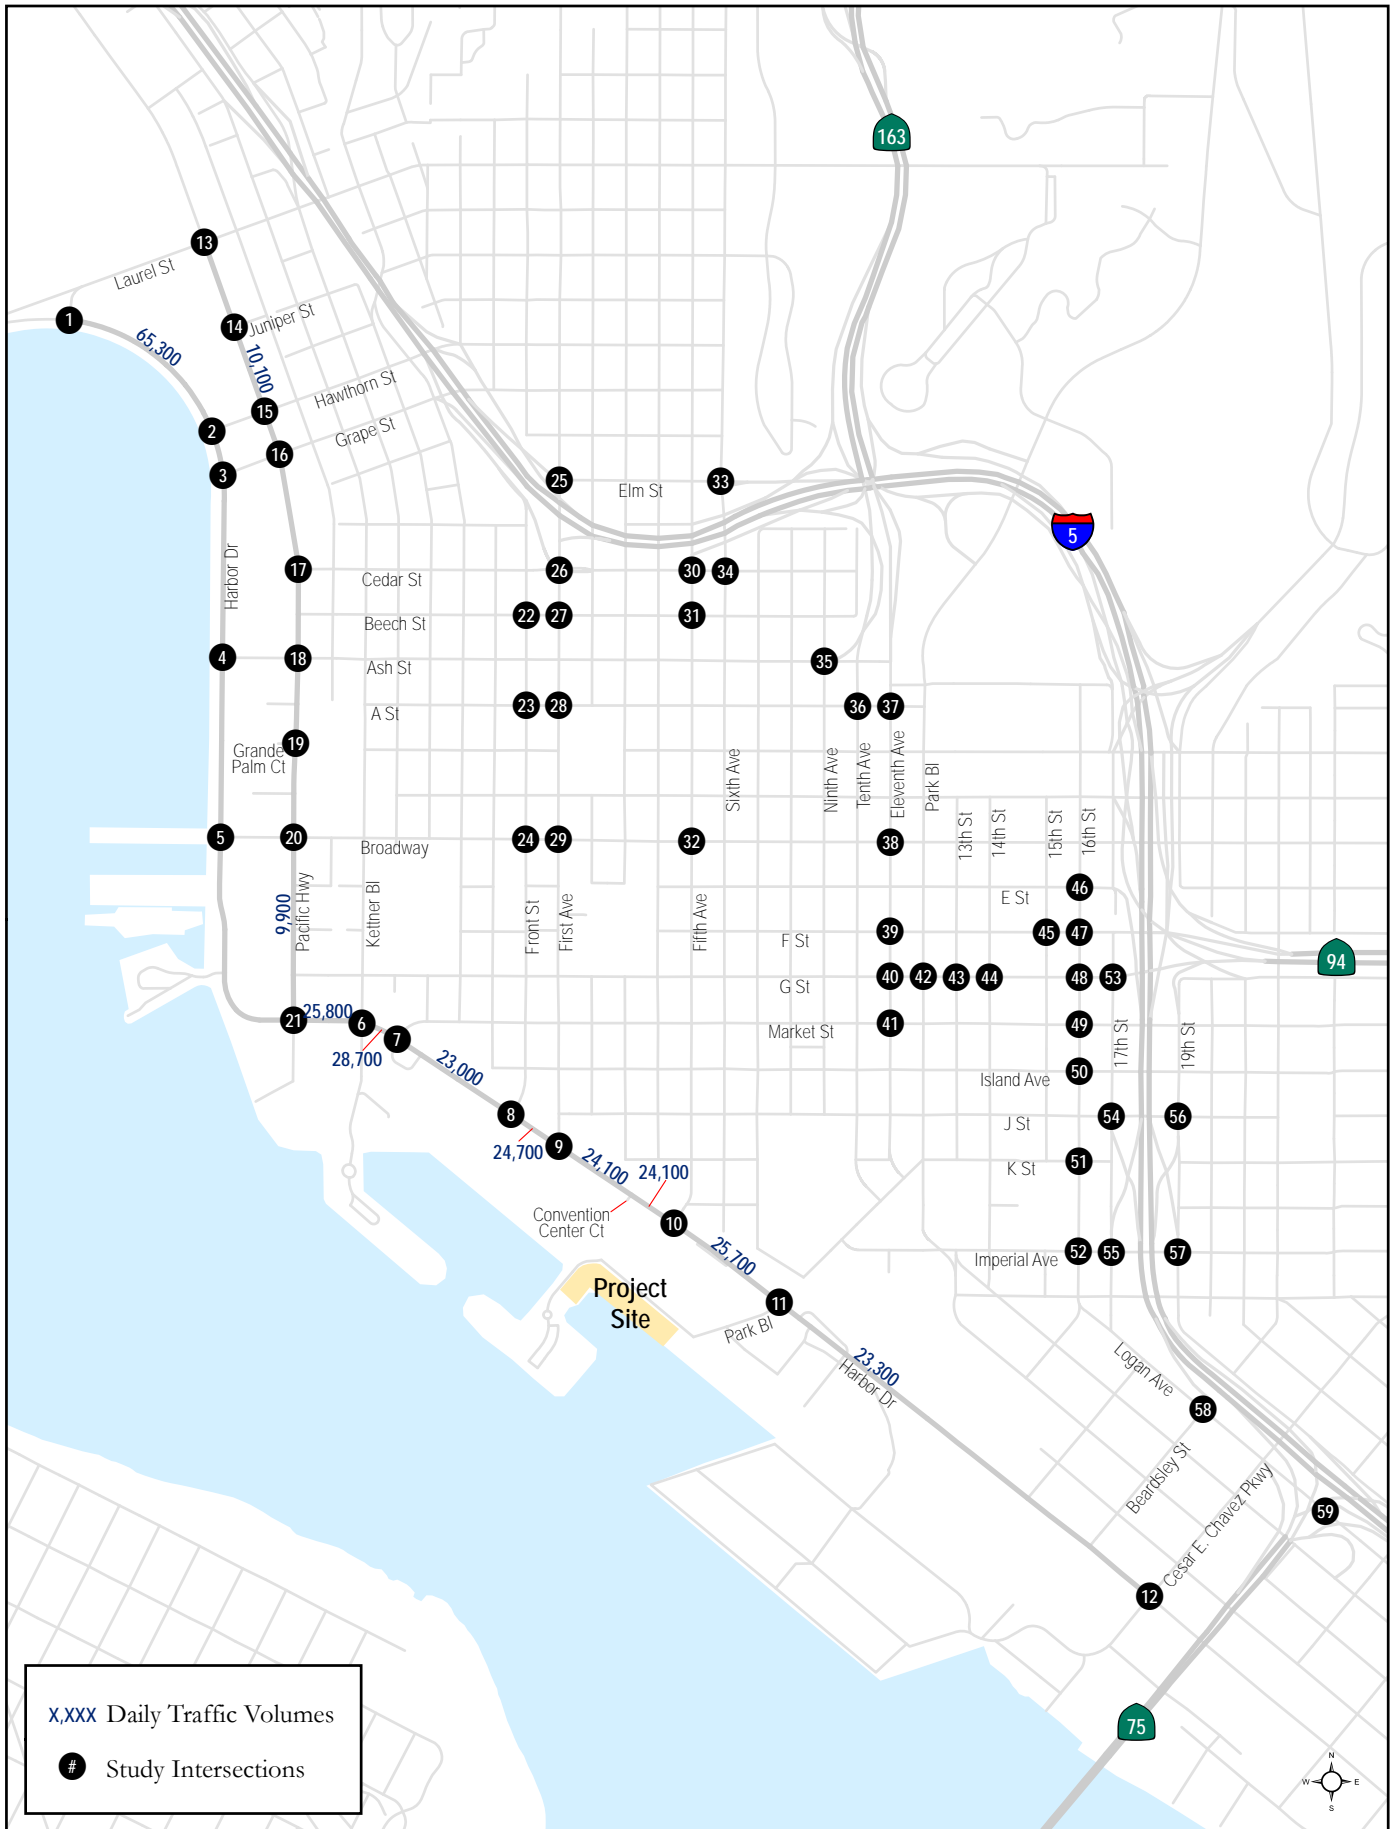 163
13
Laurel St
1
14
Juniper St
65,300
10,100
Hawthorn St
15
2
Grape St
16
3
25
Elm St
33
5
Harbor Dr
17
Cedar St
26
30
34
Beech St
22
27
31
4
18
Ash St
35
A St
23
28
36
37
19
Grande
Palm Ct
Sixth Ave
Ninth Ave
Tenth Ave
Eleventh Ave
Park Bl
13th St
14th St
15th St
16th St
5
20
Broadway
24
29
32
38
9,900
Pacific Hwy
Kettner Bl
Front St
First Ave
Fifth Ave
E St
46
F St
39
45
47
94
G St
40
42
43
44
48
53
21
25,800
6
28,700
7
Market St
41
49
17th St
19th St
23,000
Island Ave
50
8
24,700
9
J St
54
56
24,100
24,100
K St
51
Convention
Center Ct
10
25,700
Imperial Ave
52
55
57
Project
Site
11
Park Bl
23,300
Harbor Dr
Logan Ave
58
Beardsley St
Cesar E. Chavez Pkwy
59
12
75
X,XXX Daily Traffic Volumes
# Study Intersections
N
W E
S